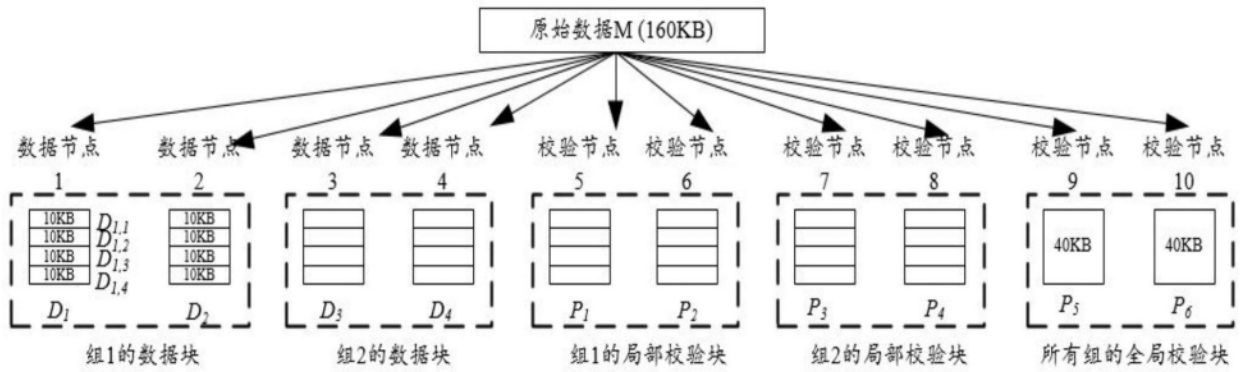 原始数据M (160KB)
数据节点 数据节点 数据节点 数据节点 校验节点 校验节点 校验节点 校验节点 校验节点 校验节点
1 2 3 4 5 6 7 8 9 10
10KB D1,1 10KB
10KB D1,2 10KB
10KB D1,3 10KB
10KB D1,4 10KB
40KB 40KB
D1 D2 D3 D4 P1 P2 P3 P4 P5 P6
组1的数据块 组2的数据块 组1的局部校验块 组2的局部校验块 所有组的全局校验块